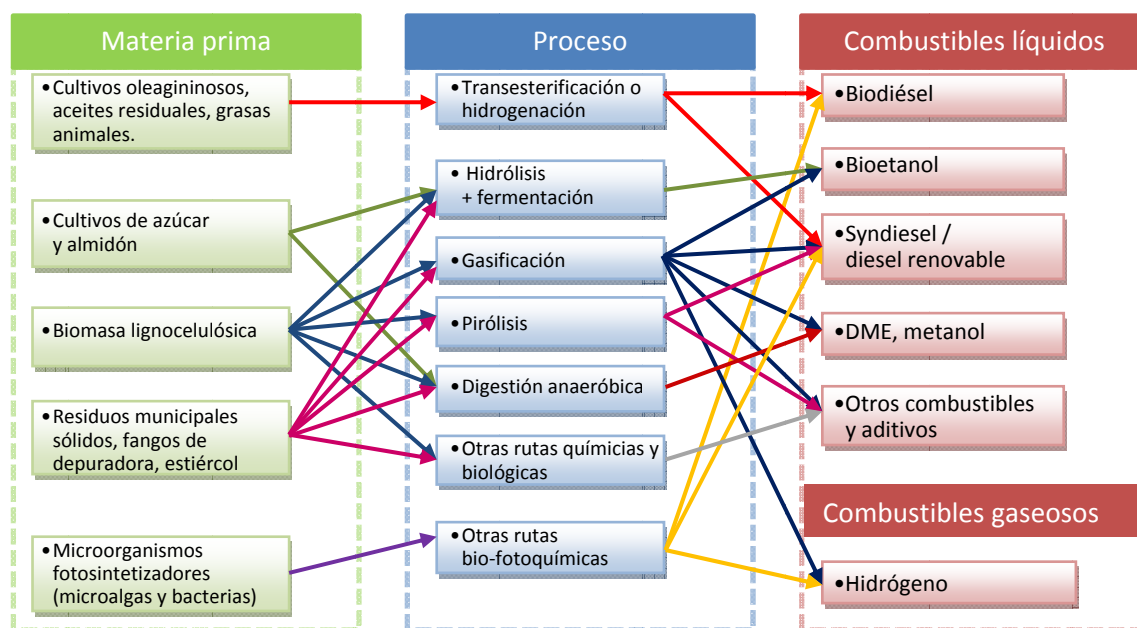 Materia prima
•Cultivos oleagininosos,
aceites residuales, grasas
animales.
•Cultivos de azúcar
y almidón
•Biomasa lignocelulósica
•Residuos municipales
sólidos, fangos de
depuradora, estiércol
•Microorganismos
fotosintetizadores
(microalgas y bacterias)
Proceso
•Transesterificación o
hidrogenación
• Hidrólisis
+ fermentación
•Gasificación
•Pirólisis
•Digestión anaeróbica
•Otras rutas químicias y
biológicas
•Otras rutas
bio-fotoquímicas
Combustibles líquidos
•Biodiésel
•Bioetanol
•Syndiesel /
diesel renovable
•DME, metanol
•Otros combustibles
y aditivos
Combustibles gaseosos
•Hidrógeno